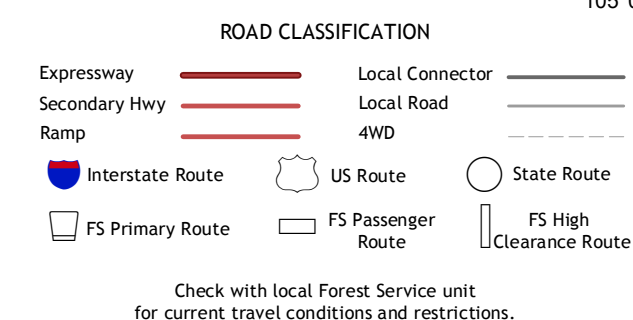 105
ROAD CLASSIFICATION
Expressway
Local Connector
Secondary Hwy
Local Road
Ramp
4WD
Interstate Route
US Route
State Route
FS Primary Route
FS Passenger
Route
FS High
Clearance Route
Check with local Forest Service unit
for current travel conditions and restrictions.